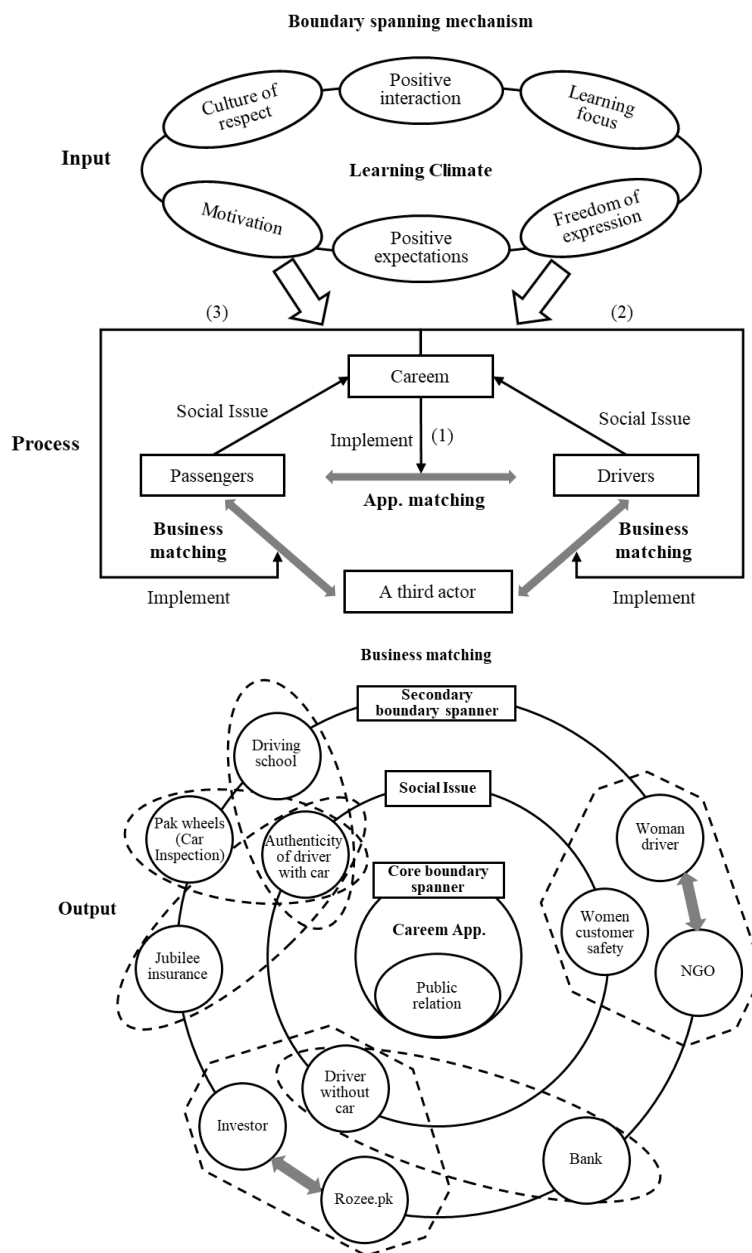 Boundary spanning mechanism
Culture of
respect
Positive
interaction
Learning
focus
Input
Learning Climate
Motivation
Positive
expectations
Freedom of
expression
(3)
(2)
Careem
Social Issue
Social Issue
Implement
(1)
Process
Passengers
Drivers
App. matching
Business
matching
Business
matching
Implement
A third actor
Implement
Business matching
Secondary
boundary spanner
Driving
school
Social Issue
Pak wheels
(Car
Inspection)
Authenticity
of driver
with car
Woman
driver
Core boundary
spanner
Output
Careem App.
Women
customer
safety
Jubilee
insurance
NGO
Public
relation
Driver
without
car
Investor
Bank
Rozee.pk